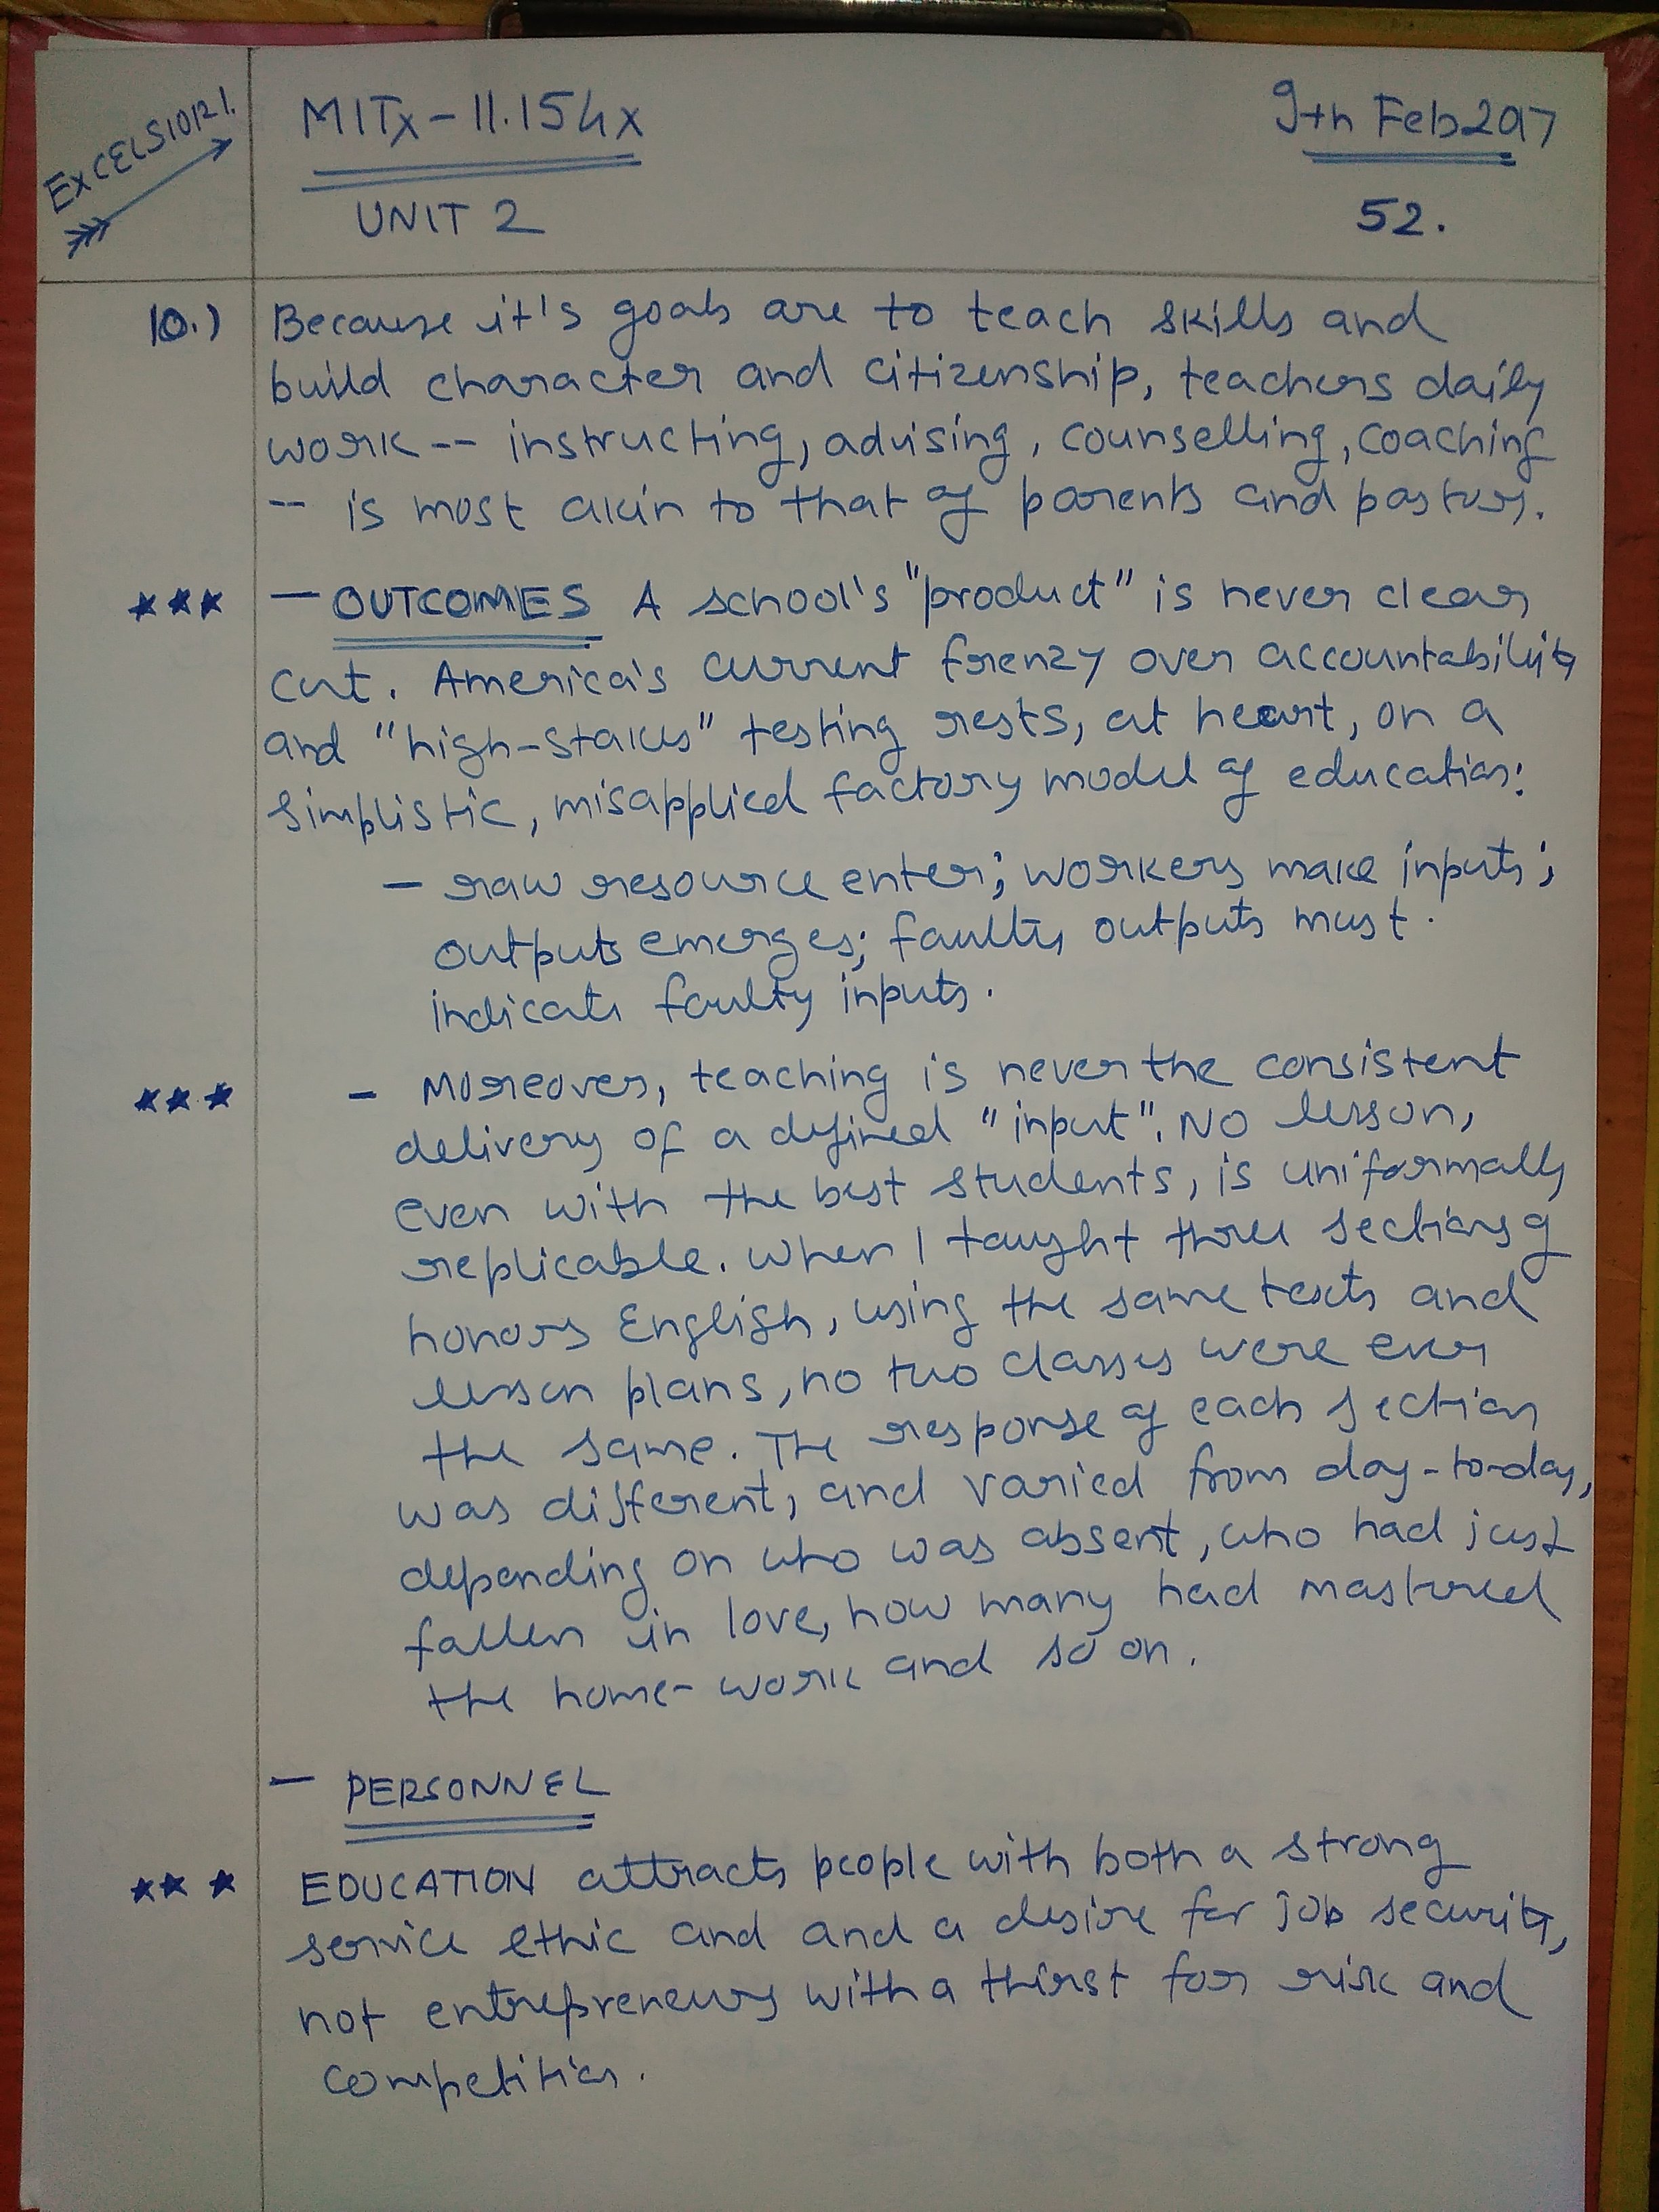 EXCELSIOR!
MITx-11.154x
9th Feb 2017
UNIT 2
52.
10.) Because it's goals are to teach skills and
build character and citizenship, teachers daily
work -- instructing, advising, counselling, coaching
-- is most akin to that of parents and pastors.
*** - OUTCOMES A school's "product" is never clear
cut. America's current frenzy over accountability
and "high-stakes" testing rests, at heart, on a
simplistic, misapplied factory model of education:
- raw resource enter; workers make inputs;
outputs emerges; faulty outputs must
indicate faulty inputs.
*** - Moreover, teaching is never the consistent
delivery of a defined "input". No lesson,
even with the best students, is uniformally
replicable. When I taught three sections of
honors English, using the same texts and
lesson plans, no two classes were ever
the same. The response of each section
was different, and varied from day-to-day,
depending on who was absent, who had just
fallen in love, how many had mastered
the home-work and so on.
- PERSONNEL
*** EDUCATION attracts people with both a strong
service ethic and and a desire for job security,
not entrepreneurs with a thirst for risk and
competition.